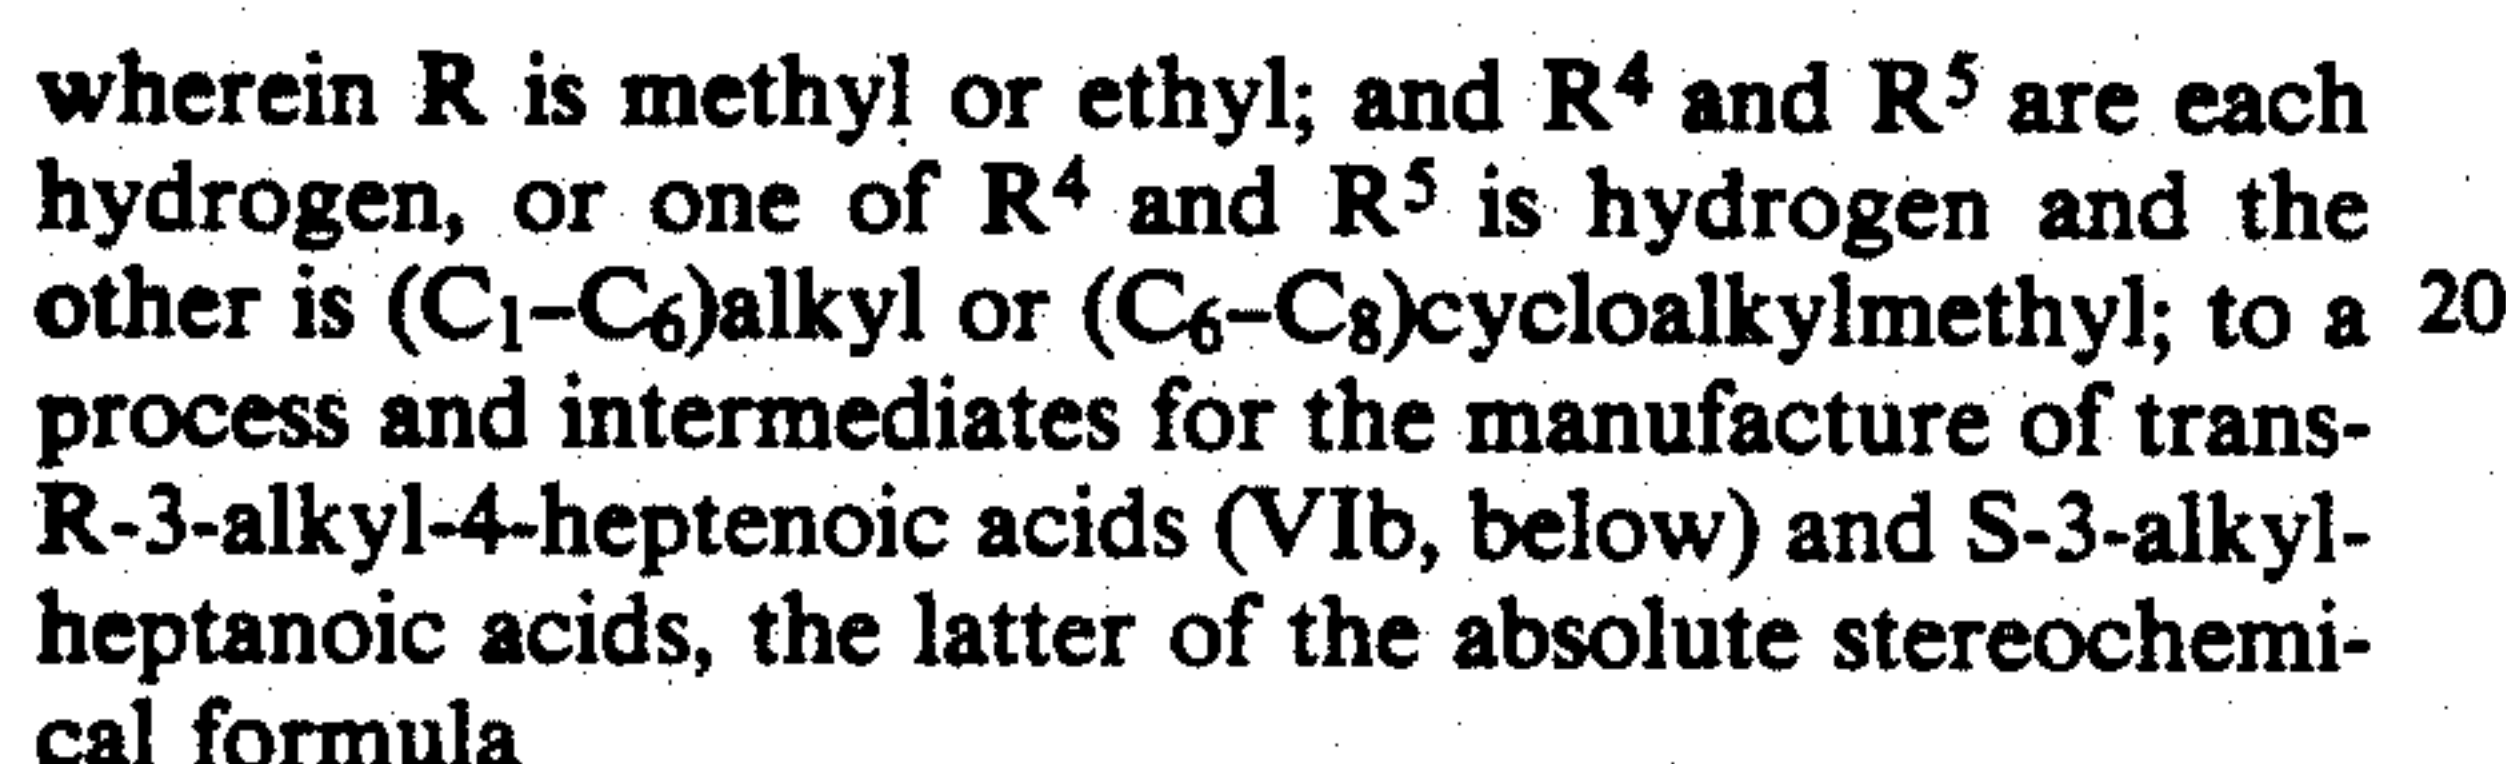 wherein R is methyl or ethyl; and R⁴ and R⁵ are each
hydrogen, or one of R⁴ and R⁵ is hydrogen and the
other is (C₁–C₆)alkyl or (C₆–C₈)cycloalkylmethyl; to a 20
process and intermediates for the manufacture of trans-
R-3-alkyl-4-heptenoic acids (VIb, below) and S-3-alkyl-
heptanoic acids, the latter of the absolute stereochemi-
cal formula